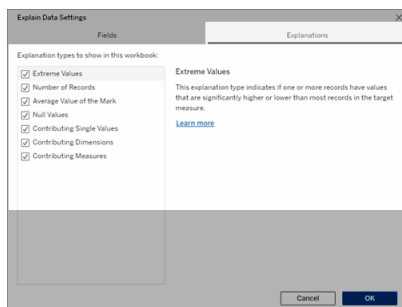 Explain Data Settings
Fields
Explanations
Explanation types to show in this workbook:
Extreme Values
Number of Records
Average Value of the Mark
Null Values
Contributing Single Values
Contributing Dimensions
Contributing Measures
Extreme Values
This explanation type indicates if one or more records have values
that are significantly higher or lower than most records in the target
measure.
Learn more
Cancel
OK